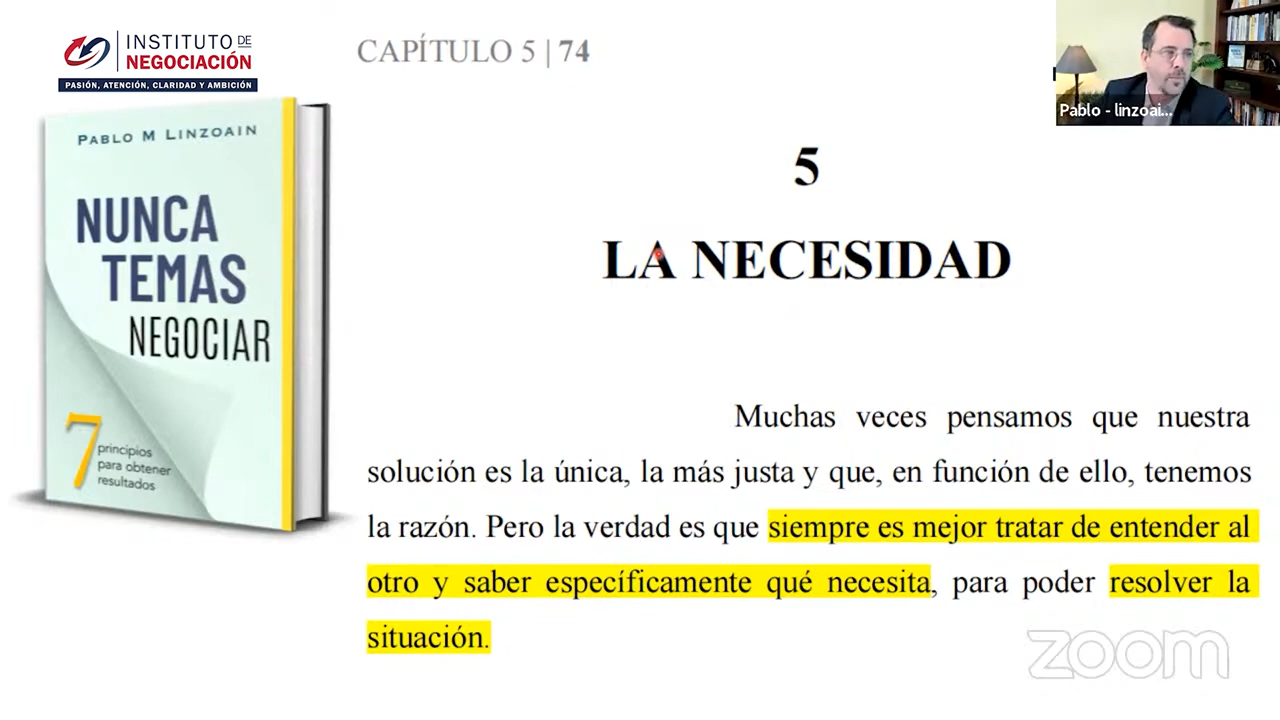 INSTITUTO DE
NEGOCIACIÓN
PASIÓN, ATENCIÓN, CLARIDAD Y AMBICIÓN
CAPÍTULO 5 | 74
Pablo - linzoai...
PABLO M LINZOAIN
NUNCA
TEMAS
NEGOCIAR
7
principios
para obtener
resultados
5
LA NECESIDAD
Muchas veces pensamos que nuestra
solución es la única, la más justa y que, en función de ello, tenemos
la razón. Pero la verdad es que siempre es mejor tratar de entender al
otro y saber específicamente qué necesita, para poder resolver la
situación.
zoom